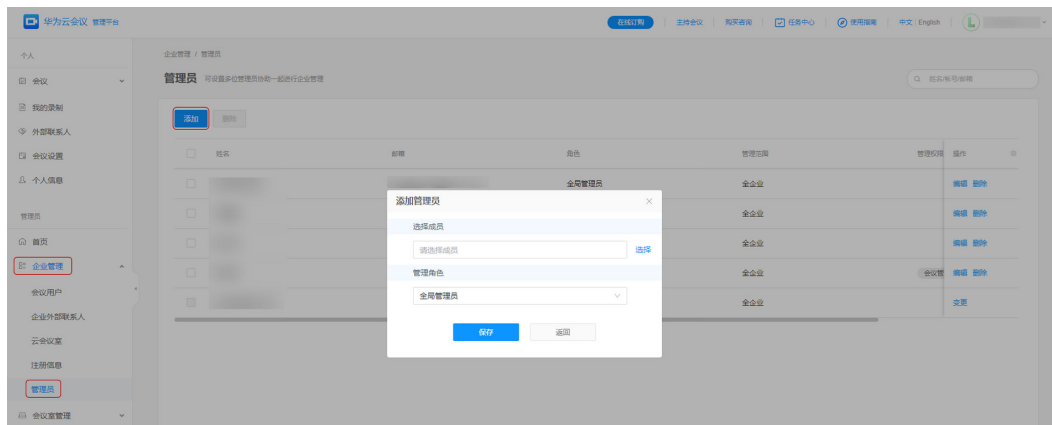 华为云会议 管理平台
在线订购 主持会议 购买咨询 任务中心 使用指南 中文 | English L
个人
企业管理 / 管理员
会议
管理员 可设置多位管理员协助一起进行企业管理
姓名/帐号/邮箱
我的录制
添加 删除
外部联系人
会议设置
姓名 邮箱 角色 管理范围 管理权限 操作
个人信息
全局管理员 全企业 编辑 删除
添加管理员
管理员
全企业 编辑 删除
选择成员
首页
请选择成员 选择
全企业 编辑 删除
企业管理
管理角色
全企业 会议管 编辑 删除
会议用户
全局管理员
全企业 变更
企业外部联系人
保存 返回
云会议室
注册信息
管理员
会议室管理